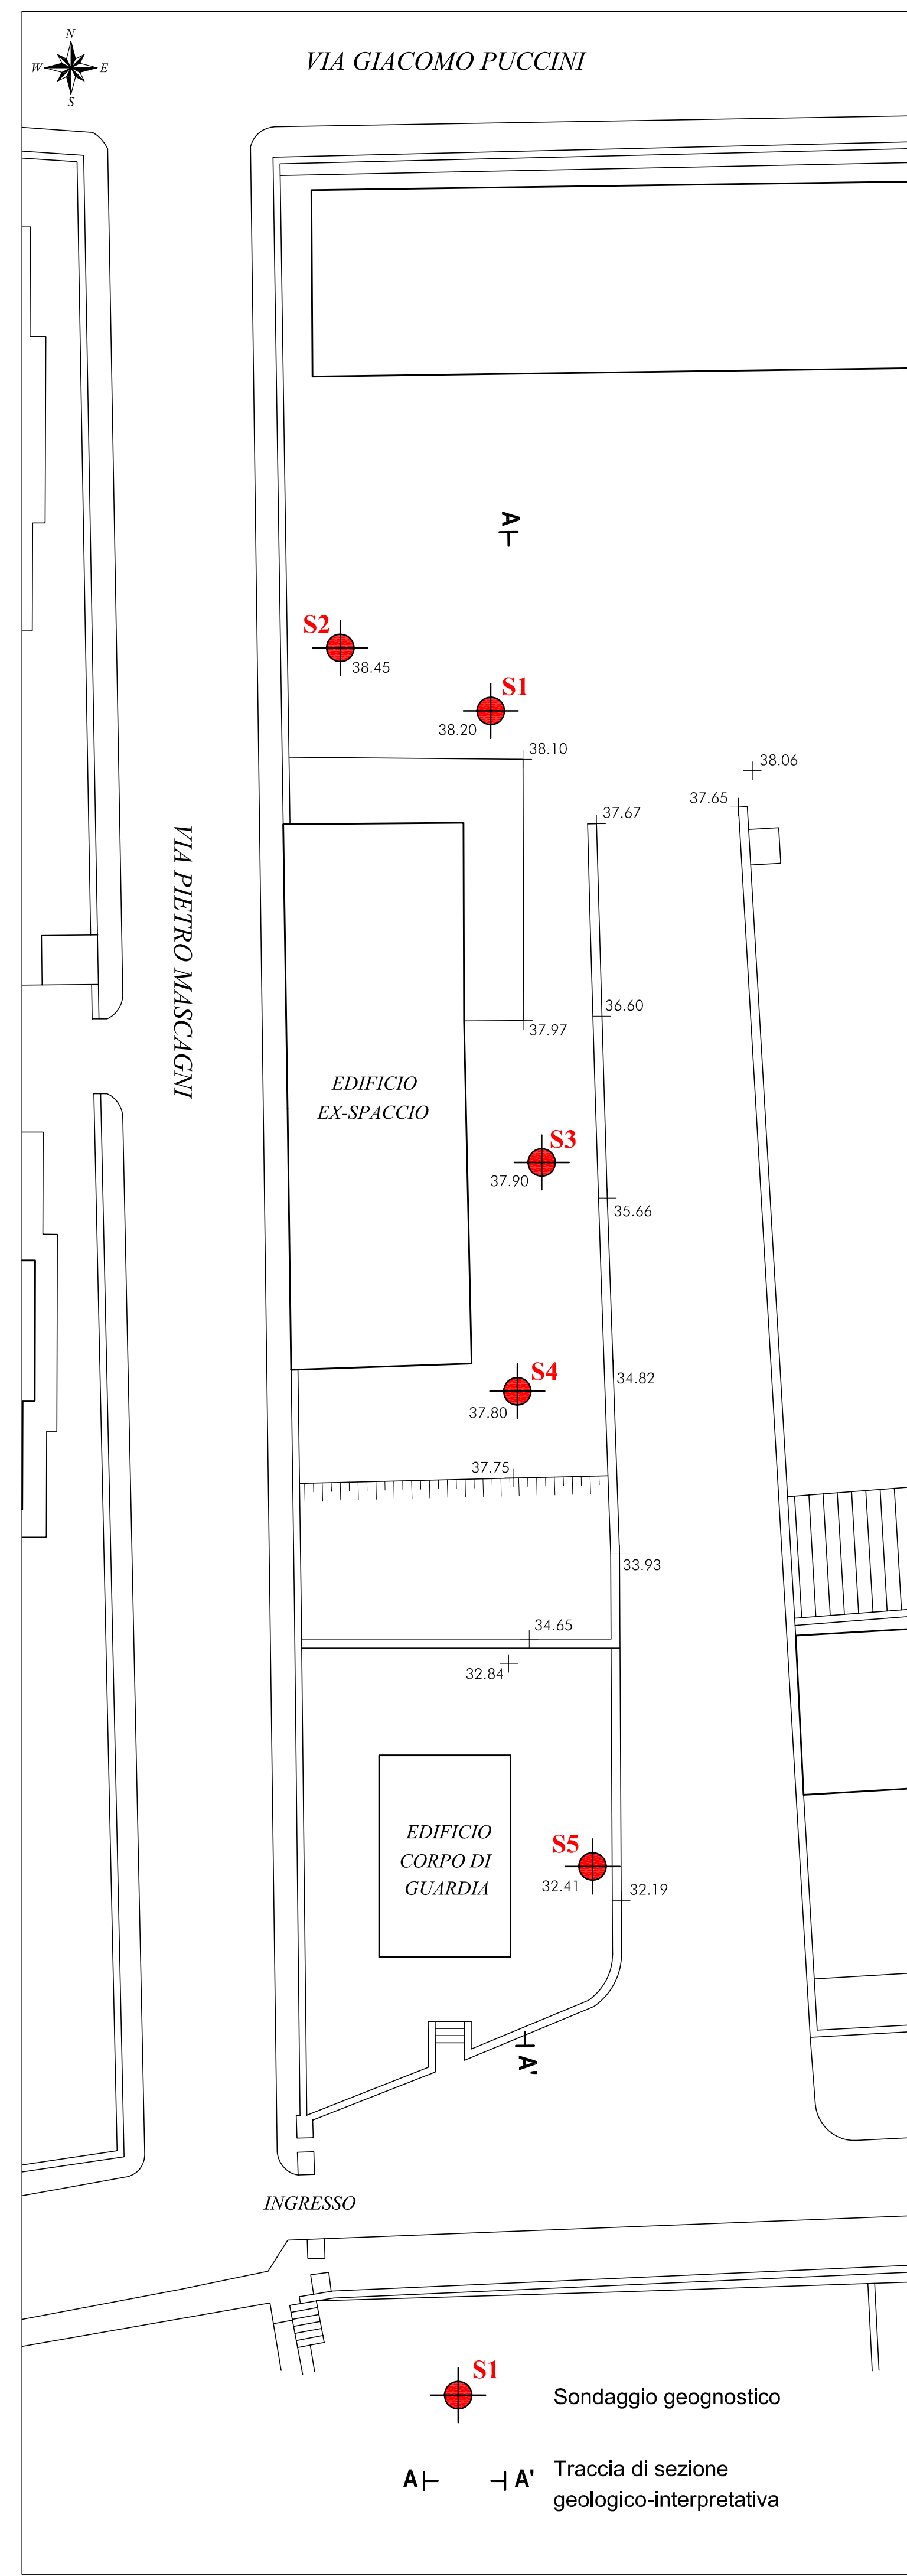 N
W E
S
VIA GIACOMO PUCCINI
A
S2
38.45
S1
38.20
38.10
38.06
37.65
37.67
VIA PIETRO MASCAGNI
36.60
37.97
EDIFICIO
EX-SPACCIO
S3
37.90
35.66
S4
34.82
37.80
37.75
33.93
34.65
32.84
EDIFICIO
CORPO DI
GUARDIA
S5
32.41
32.19
A'
INGRESSO
S1
Sondaggio geognostico
A A'
Traccia di sezione
geologico-interpretativa